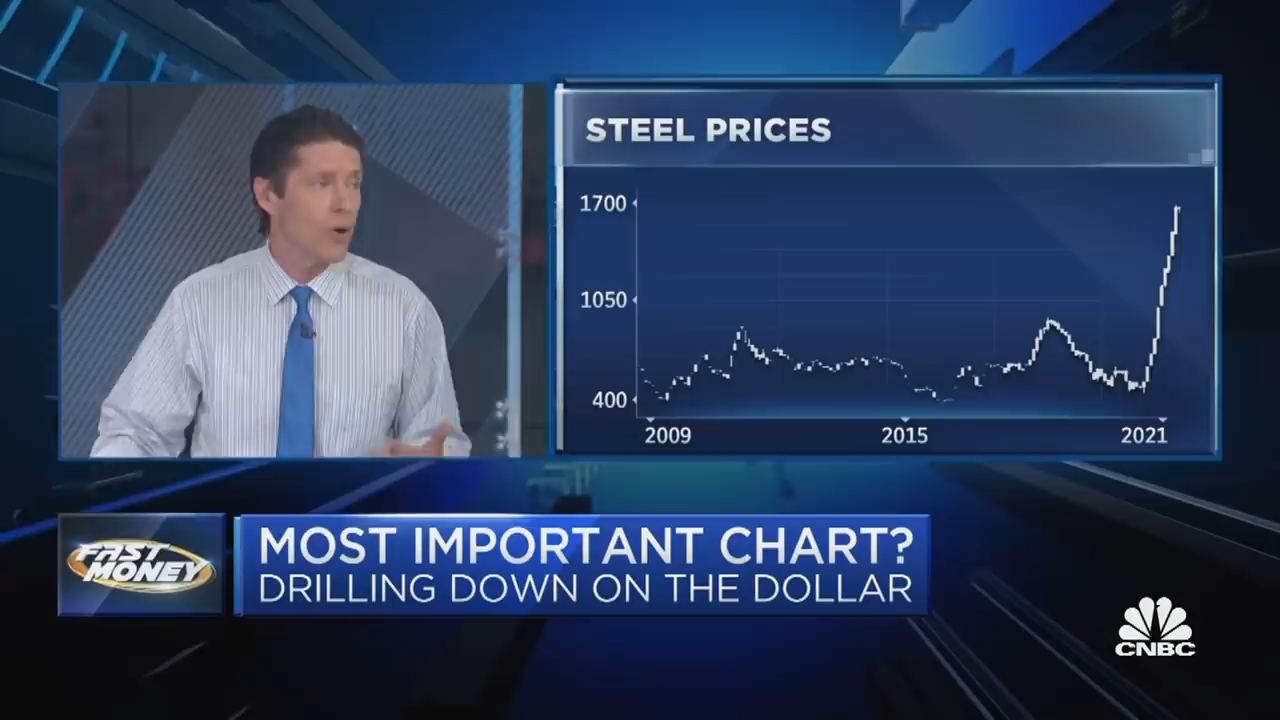 STEEL PRICES
1700
1050
400
2009 2015 2021
FAST
MONEY
MOST IMPORTANT CHART?
DRILLING DOWN ON THE DOLLAR
CNBC